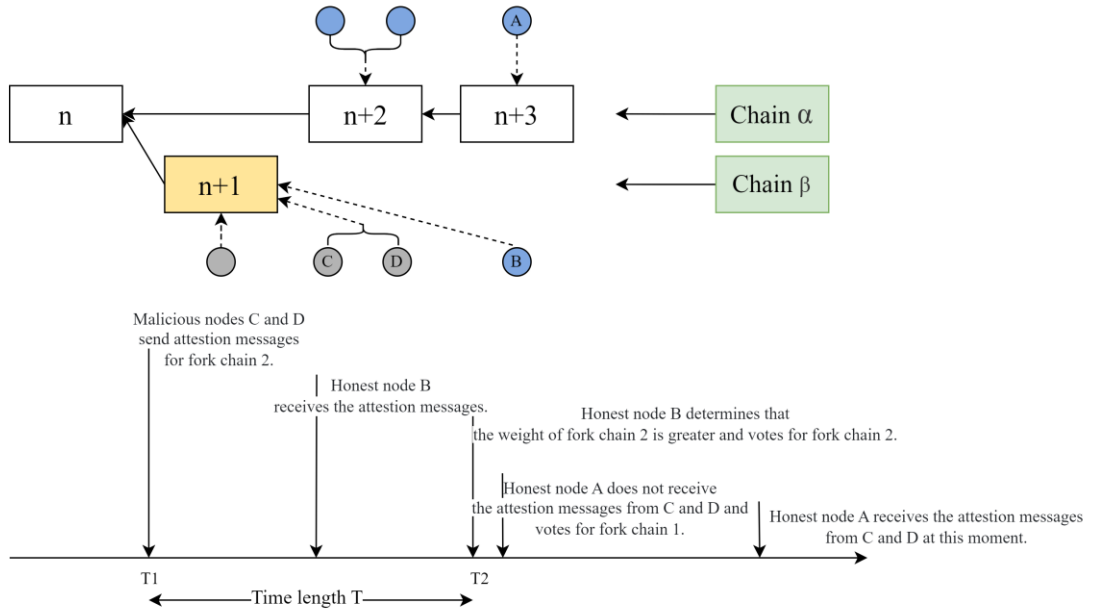 A
n
n+2
n+3
Chain α
n+1
Chain β
C
D
B
Malicious nodes C and D
send attestion messages
for fork chain 2.
Honest node B
receives the attestion messages.
Honest node B determines that
the weight of fork chain 2 is greater and votes for fork chain 2.
Honest node A does not receive
the attestion messages from C and D and
votes for fork chain 1.
Honest node A receives the attestion messages
from C and D at this moment.
T1
T2
Time length T